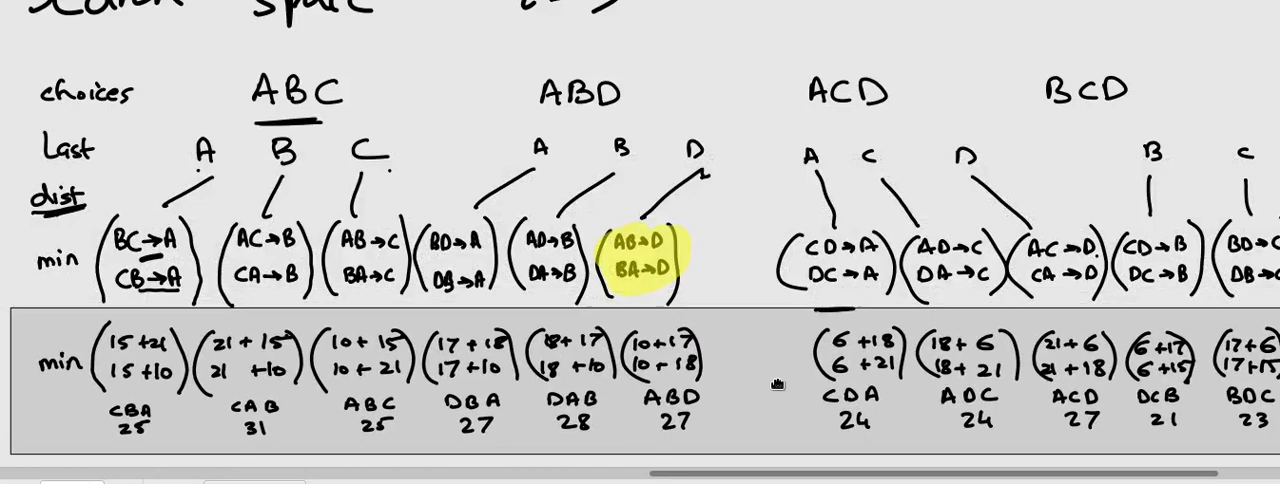 choices ABC ABD ACD BCD
Last A B C A B D A C D B C
dist
min (BC→A (AC→B (AB→C (BD→A (AD→B (AB→D (CD→A (AD→C (AC→D (CD→B (BD→
CB→A) CA→B) BA→C) DB→A) DA→B) BA→D) DC→A) DA→C) CA→D) DC→B) DB→
min (15+21 (21+15 (10+15 (17+18 (18+17 (10+17 (6+18 (18+6 (21+6 (6+17 (17+6
15+10) 21+10) 10+21) 17+10) 18+10) 10+18) 6+21) 18+21) 21+18) 6+15) 17+15
CBA CAB ABC DBA DAB ABD CDA ADC ACD DCB BDC
25 31 25 27 28 27 24 24 27 21 23